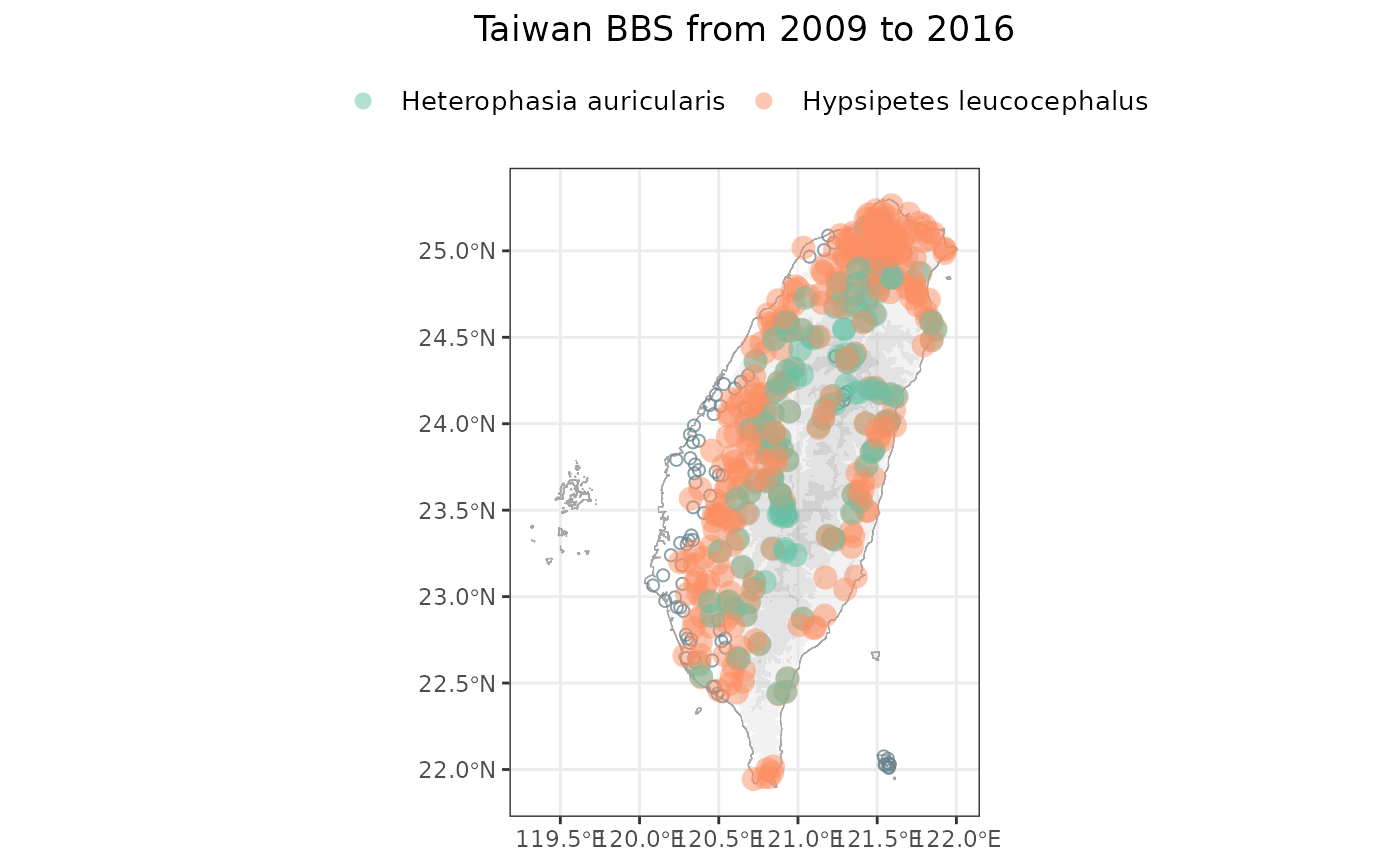 Taiwan BBS from 2009 to 2016
Heterophasia auricularis Hypsipetes leucocephalus
25.0°N
24.5°N
24.0°N
23.5°N
23.0°N
22.5°N
22.0°N
119.5°E 120.0°E 120.5°E 121.0°E 121.5°E 122.0°E